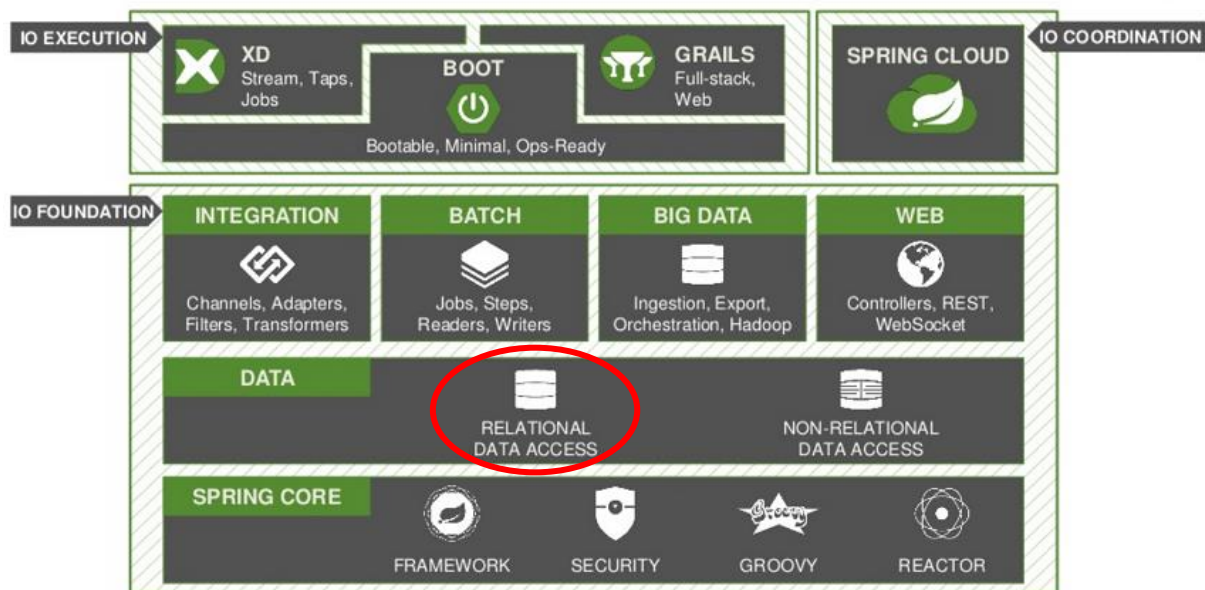 IO EXECUTION
XD
Stream, Taps,
Jobs
BOOT
Bootable, Minimal, Ops-Ready
GRAILS
Full-stack,
Web
SPRING CLOUD
IO COORDINATION
IO FOUNDATION
INTEGRATION
Channels, Adapters,
Filters, Transformers
BATCH
Jobs, Steps,
Readers, Writers
BIG DATA
Ingestion, Export,
Orchestration, Hadoop
WEB
Controllers, REST,
WebSocket
DATA
RELATIONAL
DATA ACCESS
NON-RELATIONAL
DATA ACCESS
SPRING CORE
FRAMEWORK
SECURITY
Groovy
GROOVY
REACTOR